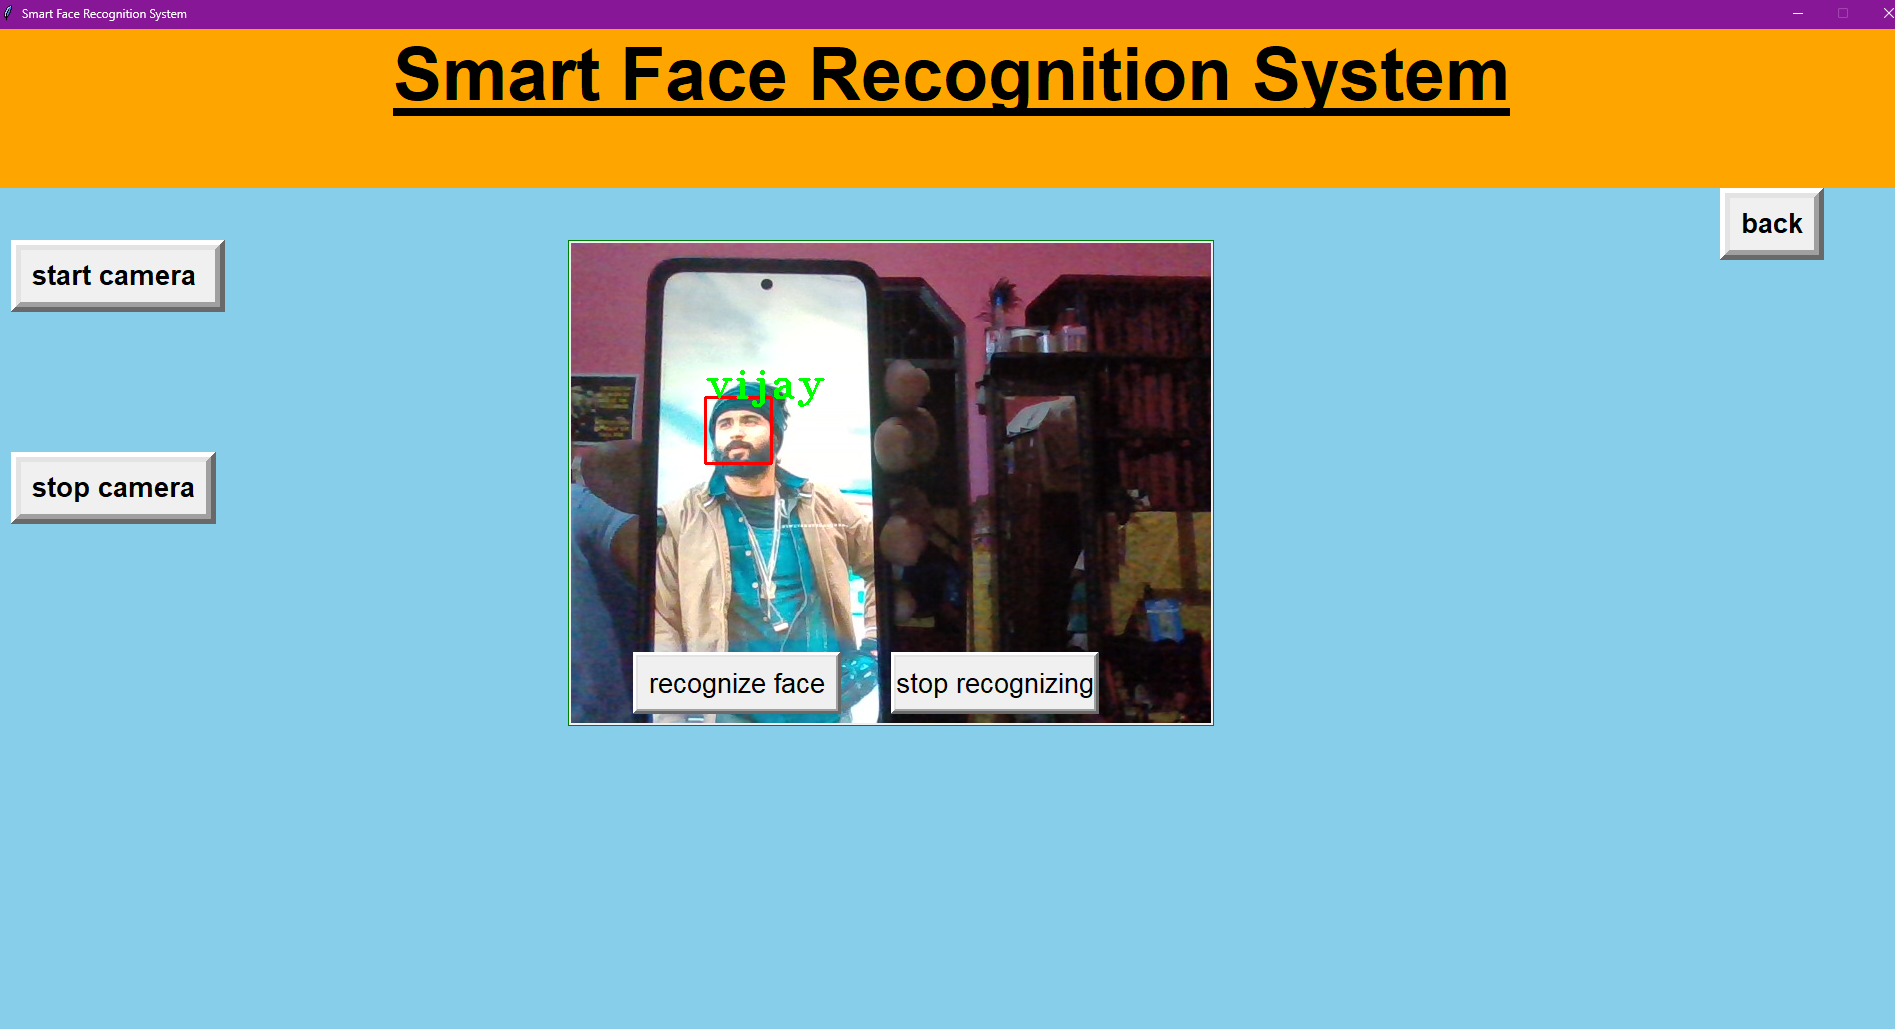 Smart Face Recognition System
Smart Face Recognition System
back
start camera
vijay
stop camera
recognize face
stop recognizing